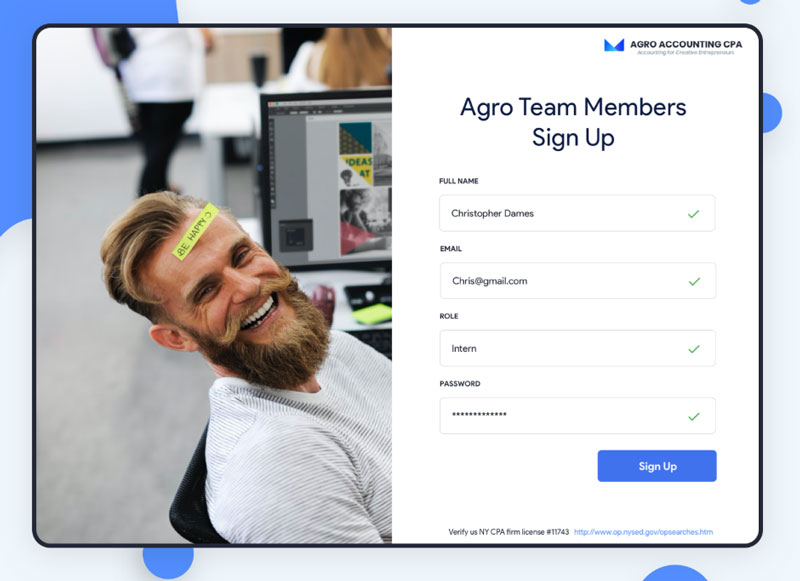 AGRO ACCOUNTING CPA
Accounting for Creative Entrepreneurs
Agro Team Members
Sign Up
FULL NAME
Christopher Dames
EMAIL
Chris@gmail.com
ROLE
Intern
PASSWORD
*************
Sign Up
Verify us NY CPA firm license #11743 http://www.op.nysed.gov/opsearches.htm
BE HAPPY
IDEAS
AT